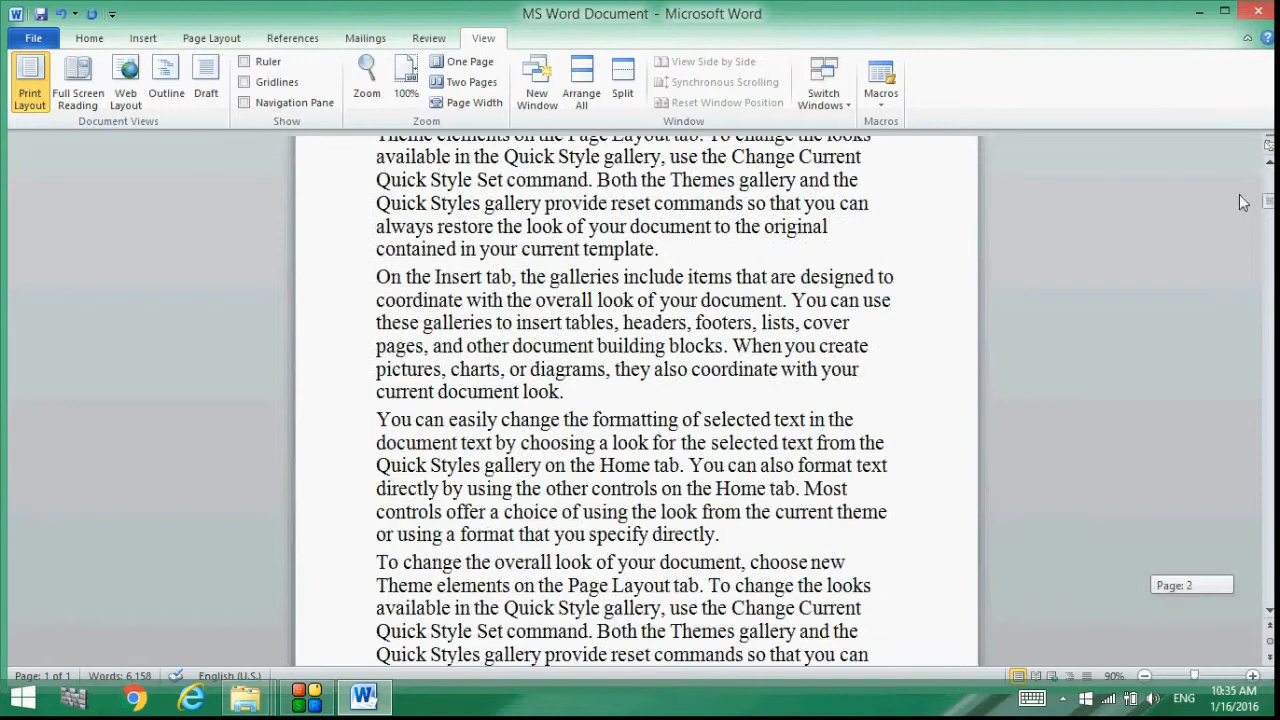 MS Word Document - Microsoft Word
File Home Insert Page Layout References Mailings Review View
Print Layout
Full Screen Reading
Web Layout
Outline
Draft
Document Views
Ruler
Gridlines
Navigation Pane
Show
Zoom
100%
One Page
Two Pages
Page Width
Zoom
New Window
Arrange All
Split
View Side by Side
Synchronous Scrolling
Reset Window Position
Window
Switch Windows
Macros
Macros
Theme elements on the Page Layout tab. To change the looks
available in the Quick Style gallery, use the Change Current
Quick Style Set command. Both the Themes gallery and the
Quick Styles gallery provide reset commands so that you can
always restore the look of your document to the original
contained in your current template.
On the Insert tab, the galleries include items that are designed to
coordinate with the overall look of your document. You can use
these galleries to insert tables, headers, footers, lists, cover
pages, and other document building blocks. When you create
pictures, charts, or diagrams, they also coordinate with your
current document look.
You can easily change the formatting of selected text in the
document text by choosing a look for the selected text from the
Quick Styles gallery on the Home tab. You can also format text
directly by using the other controls on the Home tab. Most
controls offer a choice of using the look from the current theme
or using a format that you specify directly.
To change the overall look of your document, choose new
Theme elements on the Page Layout tab. To change the looks
available in the Quick Style gallery, use the Change Current
Quick Style Set command. Both the Themes gallery and the
Quick Styles gallery provide reset commands so that you can
Page: 2
Page: 1 of 1 Words: 6,158 English (U.S.) 90%
ENG
10:35 AM
1/16/2016